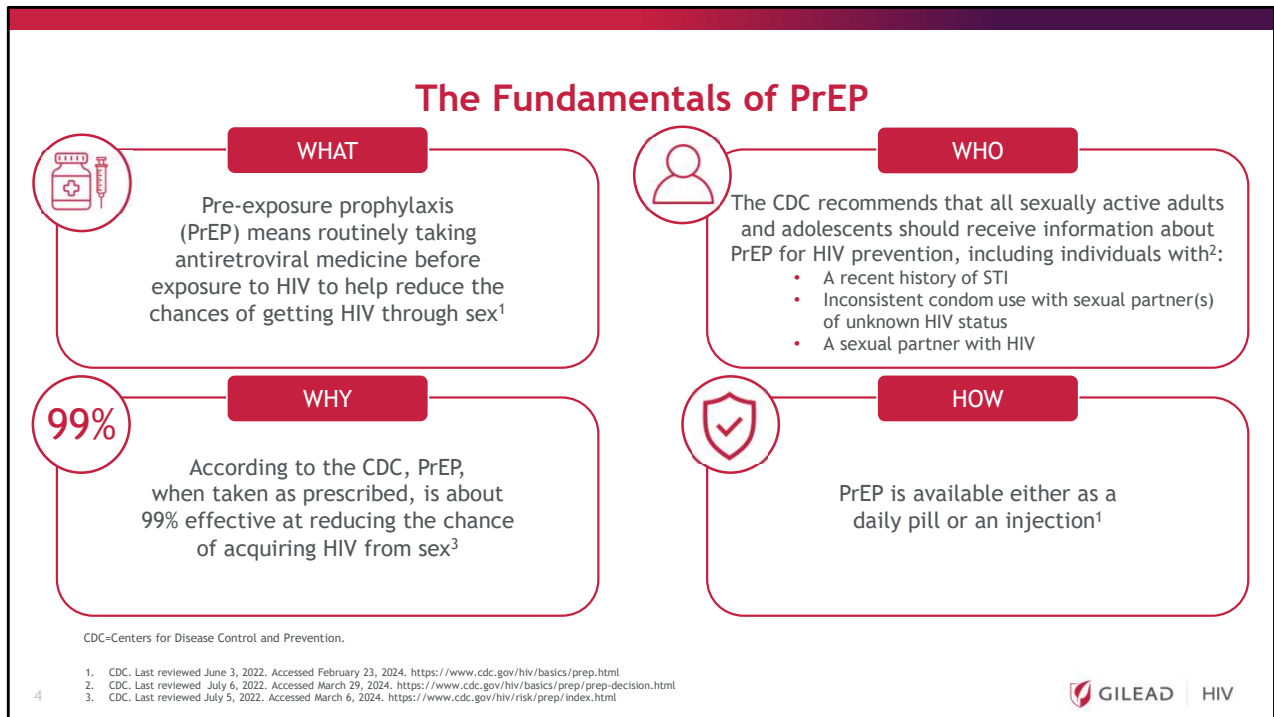 The Fundamentals of PrEP
WHAT
Pre-exposure prophylaxis
(PrEP) means routinely taking
antiretroviral medicine before
exposure to HIV to help reduce the
chances of getting HIV through sex¹
WHO
The CDC recommends that all sexually active adults
and adolescents should receive information about
PrEP for HIV prevention, including individuals with²:
• A recent history of STI
• Inconsistent condom use with sexual partner(s)
of unknown HIV status
• A sexual partner with HIV
99%
WHY
According to the CDC, PrEP,
when taken as prescribed, is about
99% effective at reducing the chance
of acquiring HIV from sex³
HOW
PrEP is available either as a
daily pill or an injection¹
CDC=Centers for Disease Control and Prevention.
1. CDC. Last reviewed June 3, 2022. Accessed February 23, 2024. https://www.cdc.gov/hiv/basics/prep.html
2. CDC. Last reviewed July 6, 2022. Accessed March 29, 2024. https://www.cdc.gov/hiv/basics/prep/prep-decision.html
3. CDC. Last reviewed July 5, 2022. Accessed March 6, 2024. https://www.cdc.gov/hiv/risk/prep/index.html
4
GILEAD | HIV